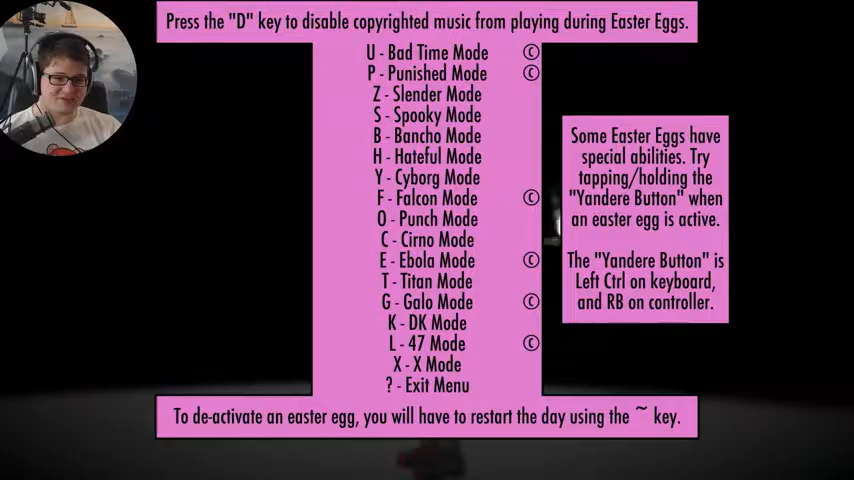 Press the "D" key to disable copyrighted music from playing during Easter Eggs.
U - Bad Time Mode ©
P - Punished Mode ©
Z - Slender Mode
S - Spooky Mode
B - Bancho Mode
H - Hateful Mode
Y - Cyborg Mode
F - Falcon Mode ©
O - Punch Mode
C - Cirno Mode
E - Ebola Mode ©
T - Titan Mode
G - Galo Mode ©
K - DK Mode
L - 47 Mode ©
X - X Mode
? - Exit Menu
Some Easter Eggs have
special abilities. Try
tapping/holding the
"Yandere Button" when
an easter egg is active.
The "Yandere Button" is
Left Ctrl on keyboard,
and RB on controller.
To de-activate an easter egg, you will have to restart the day using the ~ key.